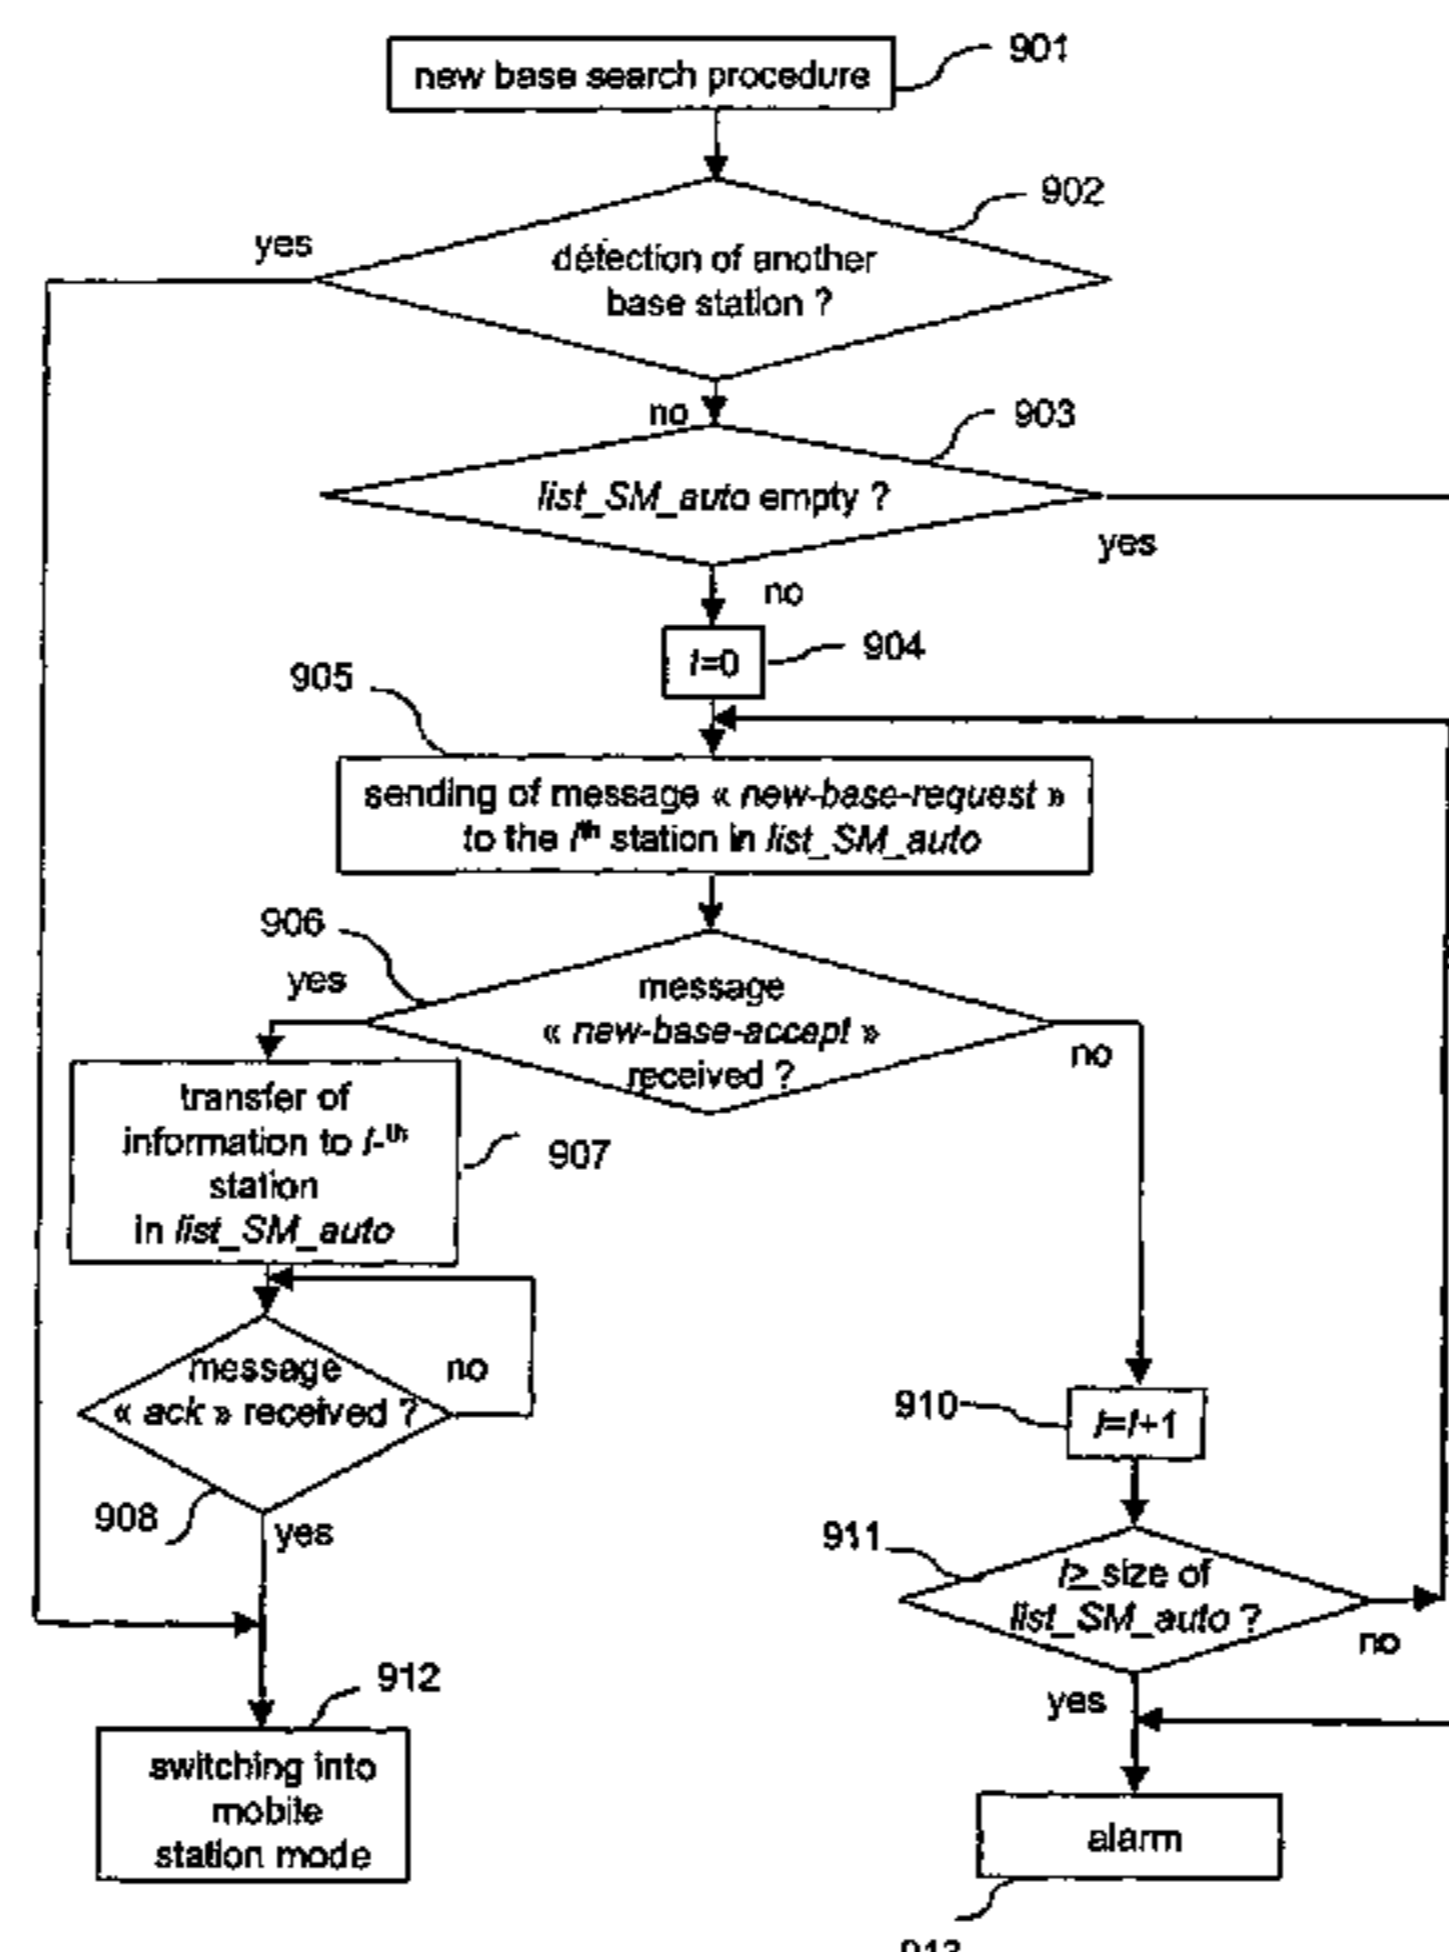 901
new base search procedure
902
yes
détection of another
base station ?
no
903
list_SM_auto empty ?
yes
no
904
i=0
905
sending of message « new-base-request »
to the ith station in list_SM_auto
906
yes
message
« new-base-accept »
received ?
no
transfer of
information to i-th
station
in list_SM_auto
907
message
« ack » received ?
no
908
yes
910
i=i+1
911
i≥ size of
list_SM_auto ?
no
yes
912
switching into
mobile
station mode
alarm
913